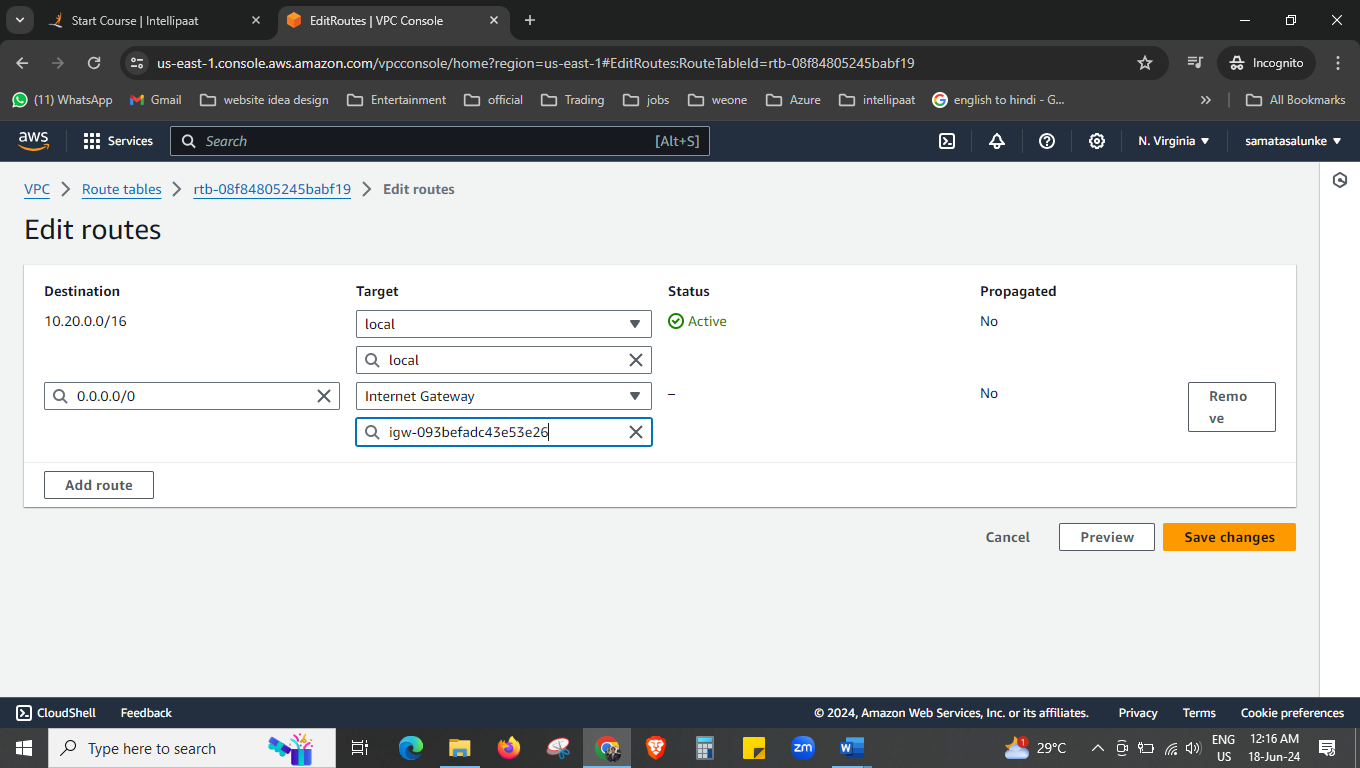 Start Course | Intellipaat
EditRoutes | VPC Console
us-east-1.console.aws.amazon.com/vpcconsole/home?region=us-east-1#EditRoutes:RouteTableId=rtb-08f84805245babf19
Incognito
(11) WhatsApp
Gmail
website idea design
Entertainment
official
Trading
jobs
weone
Azure
intellipaat
english to hindi - G...
All Bookmarks
aws
Services
Search
[Alt+S]
N. Virginia
samatasalunke
VPC
Route tables
rtb-08f84805245babf19
Edit routes
Edit routes
Destination
Target
Status
Propagated
10.20.0.0/16
local
Active
No
local
0.0.0.0/0
Internet Gateway
–
No
Remo
ve
igw-093befadc43e53e26
Add route
Cancel
Preview
Save changes
CloudShell
Feedback
© 2024, Amazon Web Services, Inc. or its affiliates.
Privacy
Terms
Cookie preferences
Type here to search
zm
W
1
29°C
ENG
US
12:16 AM
18-Jun-24